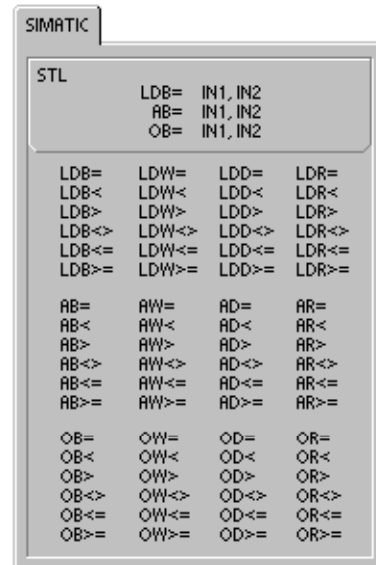 SIMATIC
STL
LDB= IN1, IN2
AB= IN1, IN2
OB= IN1, IN2
LDB= LDW= LDD= LDR=
LDB< LDW< LDD< LDR<
LDB> LDW> LDD> LDR>
LDB<> LDW<> LDD<> LDR<>
LDB<= LDW<= LDD<= LDR<=
LDB>= LDW>= LDD>= LDR>=
AB= AW= AD= AR=
AB< AW< AD< AR<
AB> AW> AD> AR>
AB<> AW<> AD<> AR<>
AB<= AW<= AD<= AR<=
AB>= AW>= AD>= AR>=
OB= OW= OD= OR=
OB< OW< OD< OR<
OB> OW> OD> OR>
OB<> OW<> OD<> OR<>
OB<= OW<= OD<= OR<=
OB>= OW>= OD>= OR>=